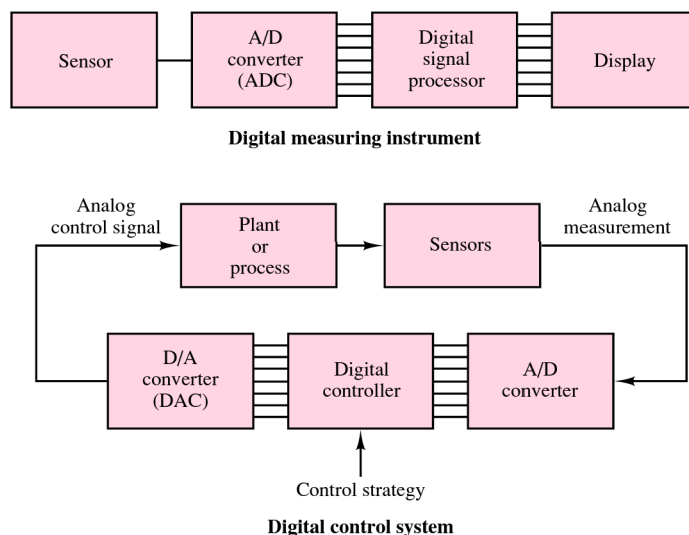 Sensor
A/D
converter
(ADC)
Digital
signal
processor
Display
Digital measuring instrument
Analog
control signal
Plant
or
process
Sensors
Analog
measurement
D/A
converter
(DAC)
Digital
controller
A/D
converter
Control strategy
Digital control system